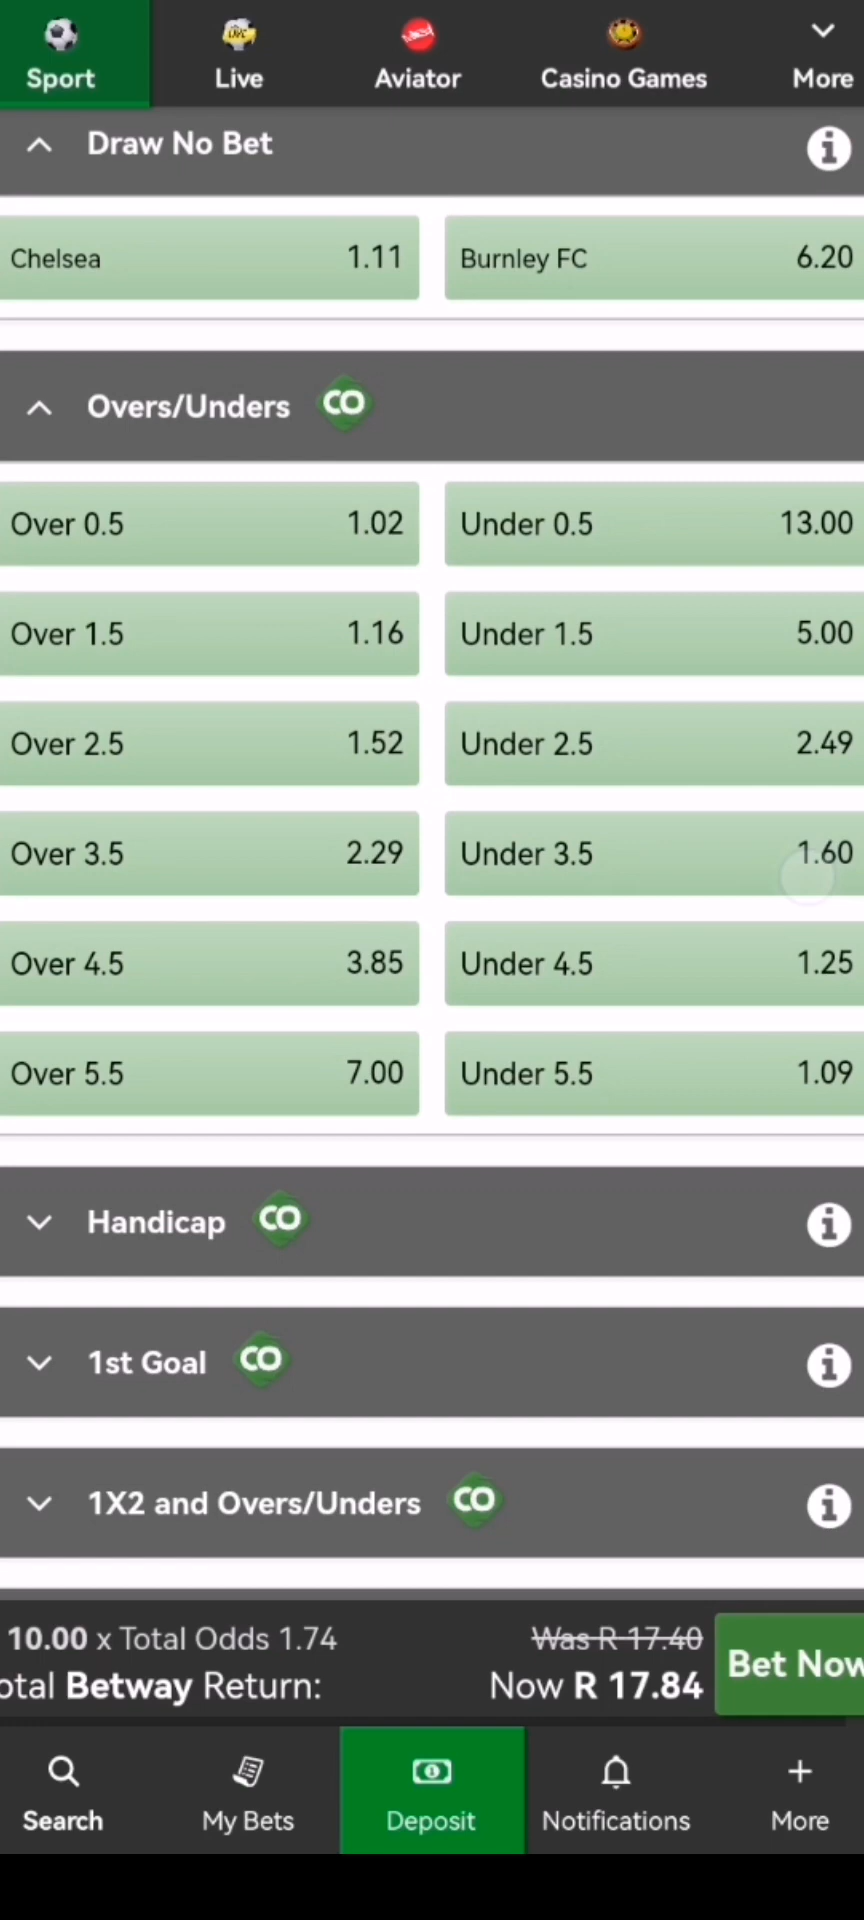 Sport Live Aviator Casino Games More
Draw No Bet
Chelsea 1.11 Burnley FC 6.20
Overs/Unders CO
Over 0.5 1.02 Under 0.5 13.00
Over 1.5 1.16 Under 1.5 5.00
Over 2.5 1.52 Under 2.5 2.49
Over 3.5 2.29 Under 3.5 1.60
Over 4.5 3.85 Under 4.5 1.25
Over 5.5 7.00 Under 5.5 1.09
Handicap CO
1st Goal CO
1X2 and Overs/Unders CO
10.00 x Total Odds 1.74 Was R 17.40
otal Betway Return: Now R 17.84
Bet Now
Search My Bets Deposit Notifications More